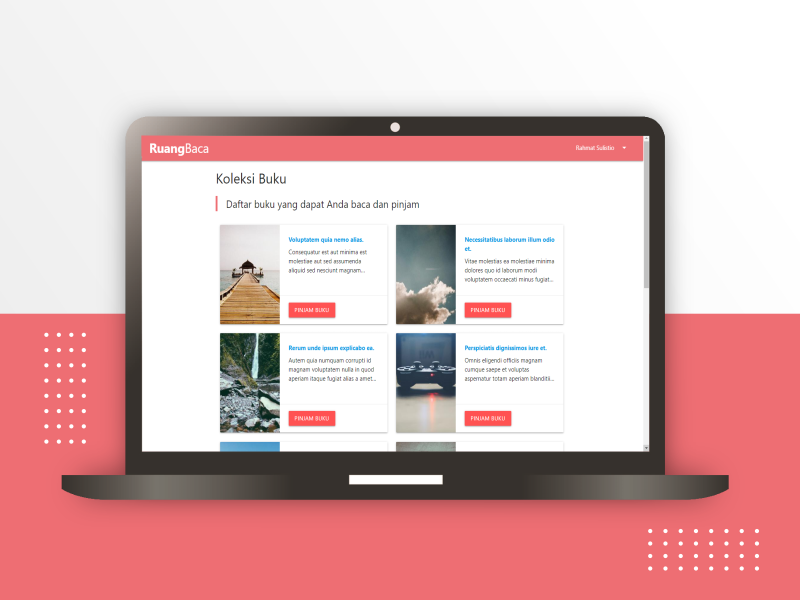 RuangBaca
Rahmat Sulistio
Koleksi Buku
Daftar buku yang dapat Anda baca dan pinjam
Voluptatem quia nemo alias.
Consequatur est aut minima est
molestiae aut sed assumenda
aliquid sed nesciunt magnam...
PINJAM BUKU
Necessitatibus laborum illum odio
et.
Vitae molestias ea molestiae minima
dolores quo id laborum modi
voluptatem occaecati minus fugiat...
PINJAM BUKU
Rerum unde ipsum explicabo ea.
Autem quia numquam corrupti id
magnam voluptatem nulla in quod
aperiam itaque fugiat alias a amet...
PINJAM BUKU
Perspiciatis dignissimos iure et.
Omnis eligendi officiis magnam
cumque saepe et voluptas
aspernatur totam aperiam blanditii...
PINJAM BUKU